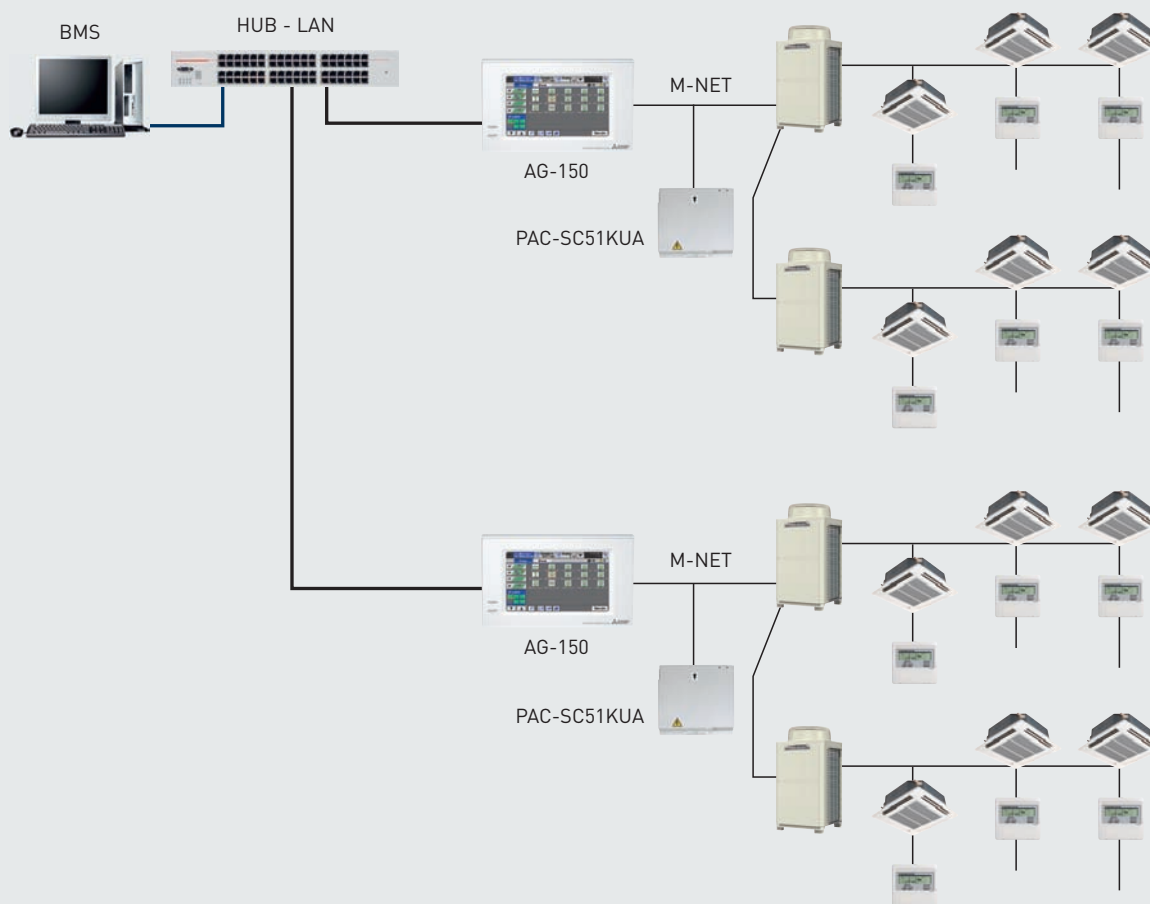 BMS
HUB - LAN
M-NET
AG-150
PAC-SC51KUA
M-NET
AG-150
PAC-SC51KUA